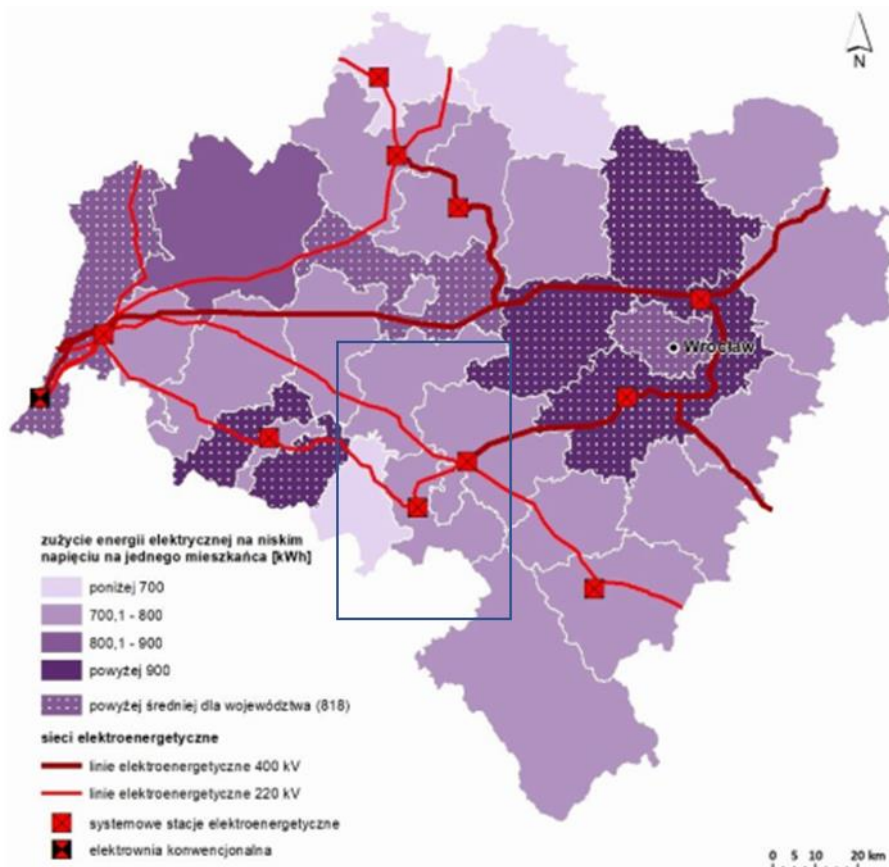 N
Wrocław
zużycie energii elektrycznej na niskim
napięciu na jednego mieszkańca [kWh]
poniżej 700
700,1 - 800
800,1 - 900
powyżej 900
powyżej średniej dla województwa (818)
sieci elektroenergetyczne
linie elektroenergetyczne 400 kV
linie elektroenergetyczne 220 kV
systemowe stacje elektroenergetyczne
elektrownia konwencjonalna
0 5 10 20 km